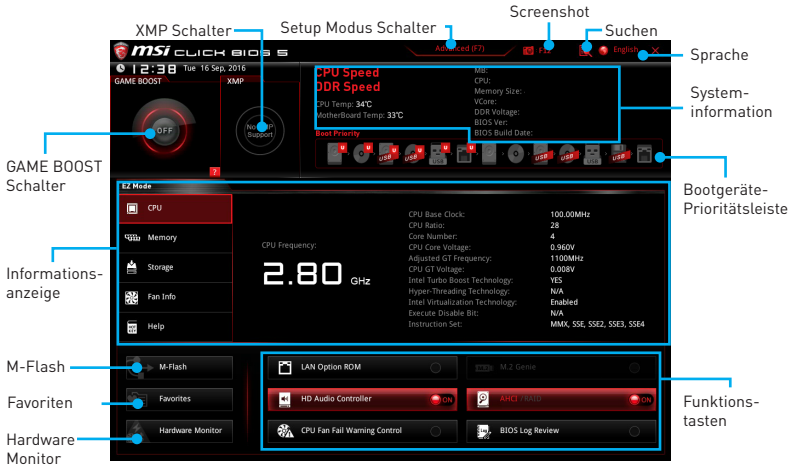 Screenshot
XMP Schalter
Setup Modus Schalter
Suchen
msi CLICK BIOS 5
Advanced (F7)
F12
English
X
Sprache
12:38 Tue 16 Sep, 2016
GAME BOOST
XMP
CPU Speed
DDR Speed
CPU Temp: 34°C
MotherBoard Temp: 33°C
MB:
CPU:
Memory Size:
VCore:
DDR Voltage:
BIOS Ver:
BIOS Build Date:
System-
information
OFF
No XMP
Support
Boot Priority
U U U U U U
USB USB USB USB USB USB
GAME BOOST
Schalter
?
Bootgeräte-
Prioritätsleiste
EZ Mode
CPU
Memory
Storage
Fan Info
Help
CPU Frequency:
2.80 GHz
CPU Base Clock: 100.00MHz
CPU Ratio: 28
Core Number: 4
CPU Core Voltage: 0.960V
Adjusted GT Frequency: 1100MHz
CPU GT Voltage: 0.008V
Intel Turbo Boost Technology: YES
Hyper-Threading Technology: N/A
Intel Virtualization Technology: Enabled
Execute Disable Bit: N/A
Instruction Set: MMX, SSE, SSE2, SSE3, SSE4
Informations-
anzeige
M-Flash
M-Flash
LAN Option ROM
M.2 Genie
Favoriten
Favorites
HD Audio Controller ON
AHCI / RAID ON
Funktions-
tasten
Hardware
Monitor
Hardware Monitor
CPU Fan Fail Warning Control
BIOS Log Review